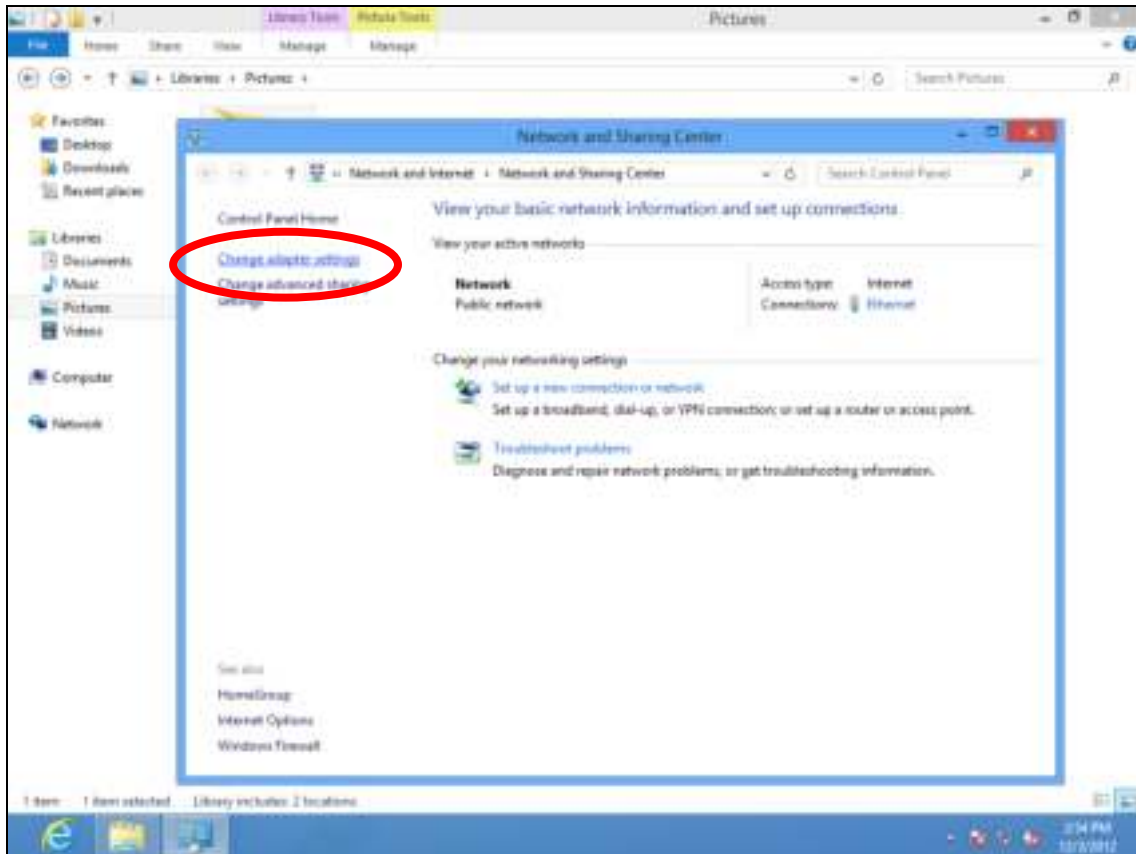 Library Tools Picture Tools Pictures
File Home Share View Manage Manage
Libraries Pictures Search Pictures
Favorites
Desktop
Downloads
Recent places
Libraries
Documents
Music
Pictures
Videos
Computer
Network
Network and Sharing Center
Network and Internet Network and Sharing Center Search Control Panel
Control Panel Home
Change adapter settings
Change advanced sharing
settings
View your basic network information and set up connections
View your active networks
Network Access type: Internet
Public network Connections: Ethernet
Change your networking settings
Set up a new connection or network
Set up a broadband, dial-up, or VPN connection; or set up a router or access point.
Troubleshoot problems
Diagnose and repair network problems, or get troubleshooting information.
See also
HomeGroup
Internet Options
Windows Firewall
1 item 1 item selected Library includes: 2 locations